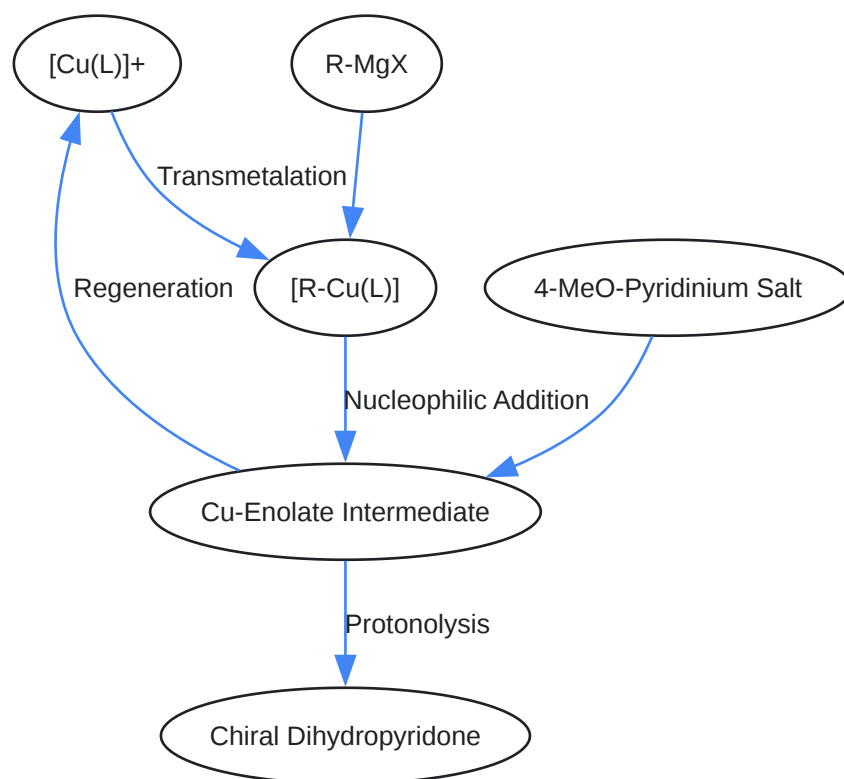 [Cu(L)]+
R-MgX
Transmetalation
Regeneration
[R-Cu(L)]
4-MeO-Pyridinium Salt
Nucleophilic Addition
Cu-Enolate Intermediate
Protonolysis
Chiral Dihydropyridone